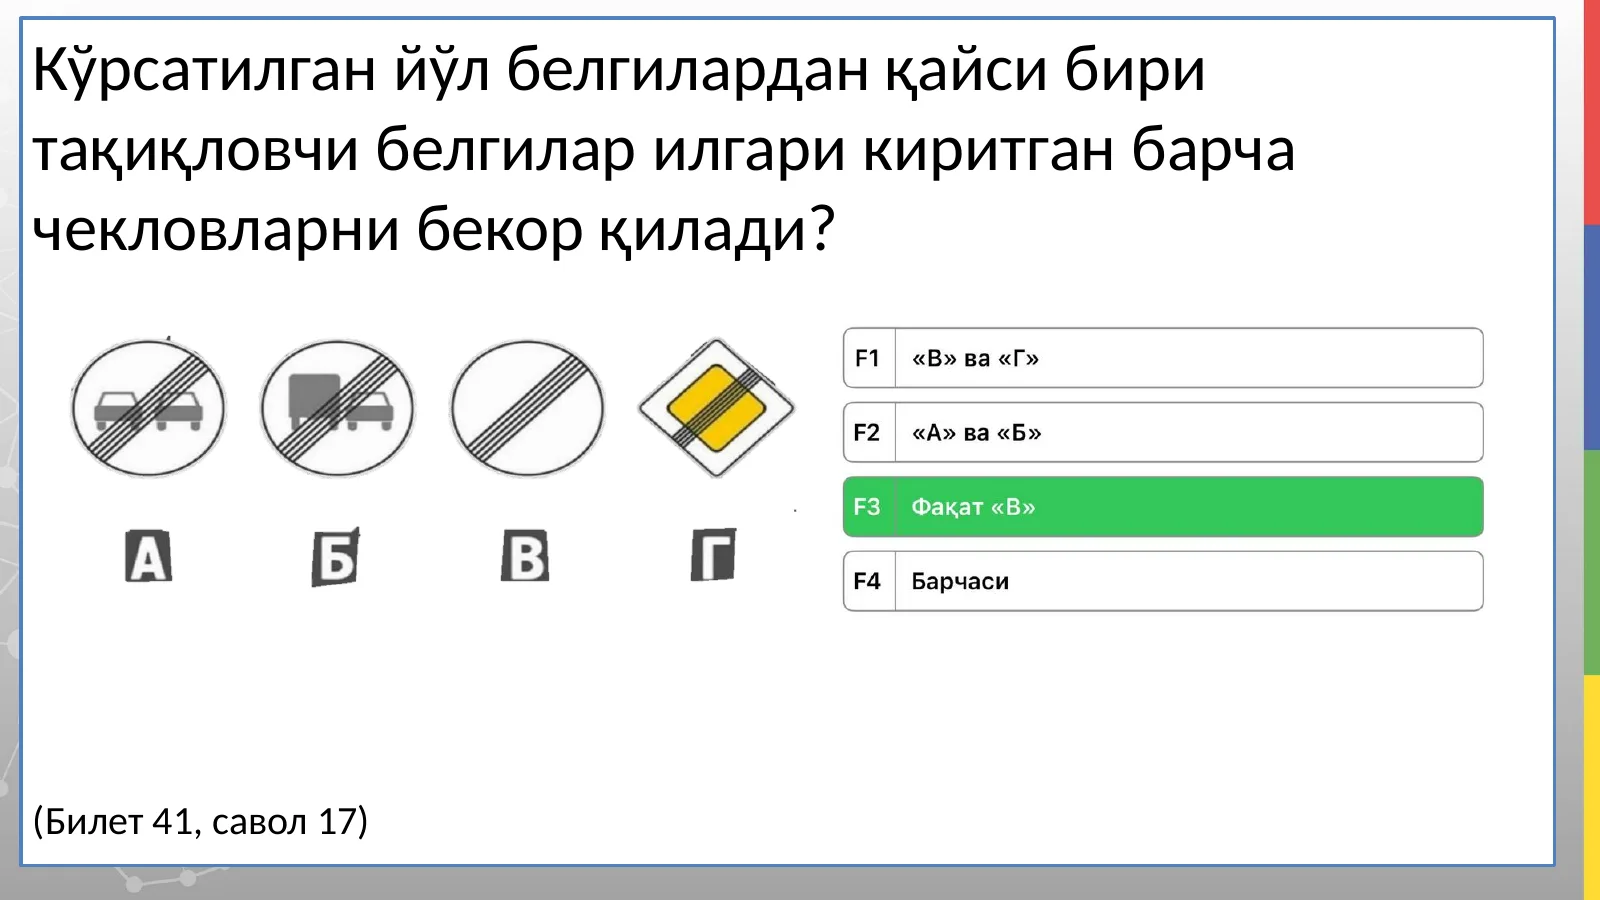 Кўрсатилган йўл белгилардан қайси бири
тақиқловчи белгилар илгари киритган барча
чекловларни бекор қилади?
А Б В Г
F1 «В» ва «Г»
F2 «А» ва «Б»
F3 Фақат «В»
F4 Барчаси
(Билет 41, савол 17)